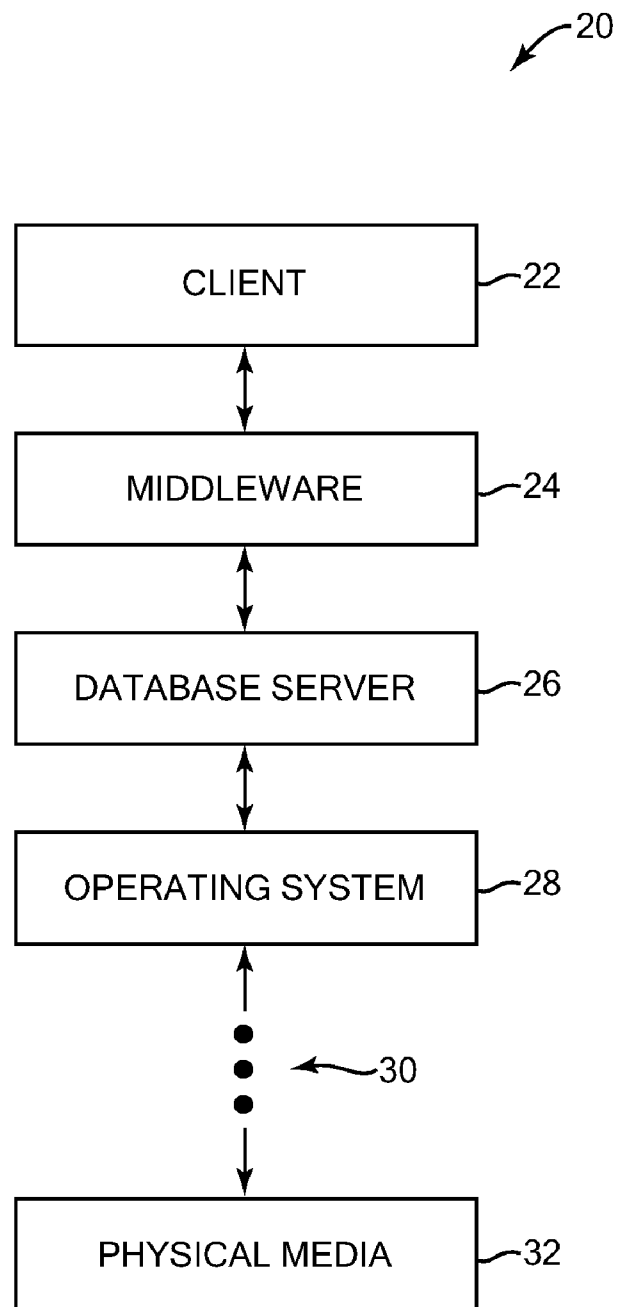 20
CLIENT
22
MIDDLEWARE
24
DATABASE SERVER
26
OPERATING SYSTEM
28
30
PHYSICAL MEDIA
32